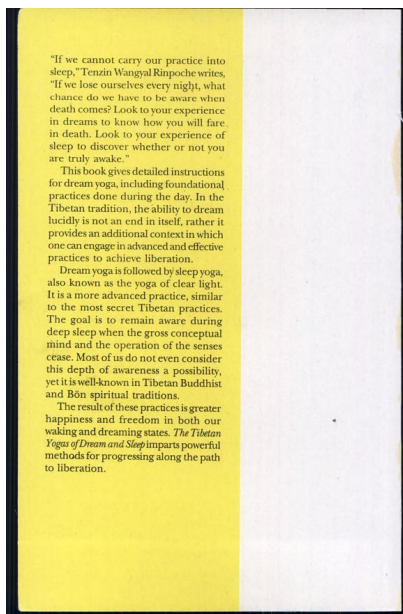 "If we cannot carry our practice into
sleep," Tenzin Wangyal Rinpoche writes,
"If we lose ourselves every night, what
chance do we have to be aware when
death comes? Look to your experience
in dreams to know how you will fare
in death. Look to your experience of
sleep to discover whether or not you
are truly awake."
This book gives detailed instructions
for dream yoga, including foundational
practices done during the day. In the
Tibetan tradition, the ability to dream
lucidly is not an end in itself, rather it
provides an additional context in which
one can engage in advanced and effective
practices to achieve liberation.
Dream yoga is followed by sleep yoga,
also known as the yoga of clear light.
It is a more advanced practice, similar
to the most secret Tibetan practices.
The goal is to remain aware during
deep sleep when the gross conceptual
mind and the operation of the senses
cease. Most of us do not even consider
this depth of awareness a possibility,
yet it is well-known in Tibetan Buddhist
and Bön spiritual traditions.
The result of these practices is greater
happiness and freedom in both our
waking and dreaming states. The Tibetan
Yogas of Dream and Sleep imparts powerful
methods for progressing along the path
to liberation.